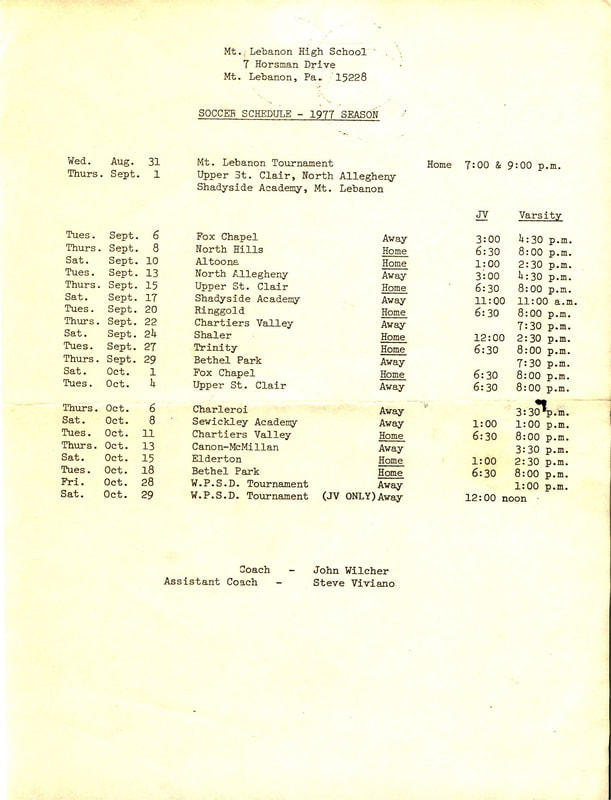 Mt. Lebanon High School
7 Horsman Drive
Mt. Lebanon, Pa. 15228
SOCCER SCHEDULE - 1977 SEASON
Wed. Aug. 31 Mt. Lebanon Tournament Home 7:00 & 9:00 p.m.
Thurs. Sept. 1 Upper St. Clair, North Allegheny
Shadyside Academy, Mt. Lebanon
JV Varsity
Tues. Sept. 6 Fox Chapel Away 3:00 4:30 p.m.
Thurs. Sept. 8 North Hills Home 6:30 8:00 p.m.
Sat. Sept. 10 Altoona Home 1:00 2:30 p.m.
Tues. Sept. 13 North Allegheny Away 3:00 4:30 p.m.
Thurs. Sept. 15 Upper St. Clair Home 6:30 8:00 p.m.
Sat. Sept. 17 Shadyside Academy Away 11:00 11:00 a.m.
Tues. Sept. 20 Ringgold Home 6:30 8:00 p.m.
Thurs. Sept. 22 Chartiers Valley Away 7:30 p.m.
Sat. Sept. 24 Shaler Home 12:00 2:30 p.m.
Tues. Sept. 27 Trinity Home 6:30 8:00 p.m.
Thurs. Sept. 29 Bethel Park Away 7:30 p.m.
Sat. Oct. 1 Fox Chapel Home 6:30 8:00 p.m.
Tues. Oct. 4 Upper St. Clair Away 6:30 8:00 p.m.
Thurs. Oct. 6 Charleroi Away 3:30 p.m.
Sat. Oct. 8 Sewickley Academy Away 1:00 1:00 p.m.
Tues. Oct. 11 Chartiers Valley Home 6:30 8:00 p.m.
Thurs. Oct. 13 Canon-McMillan Away 3:30 p.m.
Sat. Oct. 15 Elderton Home 1:00 2:30 p.m.
Tues. Oct. 18 Bethel Park Home 6:30 8:00 p.m.
Fri. Oct. 28 W.P.S.D. Tournament Away 1:00 p.m.
Sat. Oct. 29 W.P.S.D. Tournament (JV ONLY)Away 12:00 noon
Coach - John Wilcher
Assistant Coach - Steve Viviano